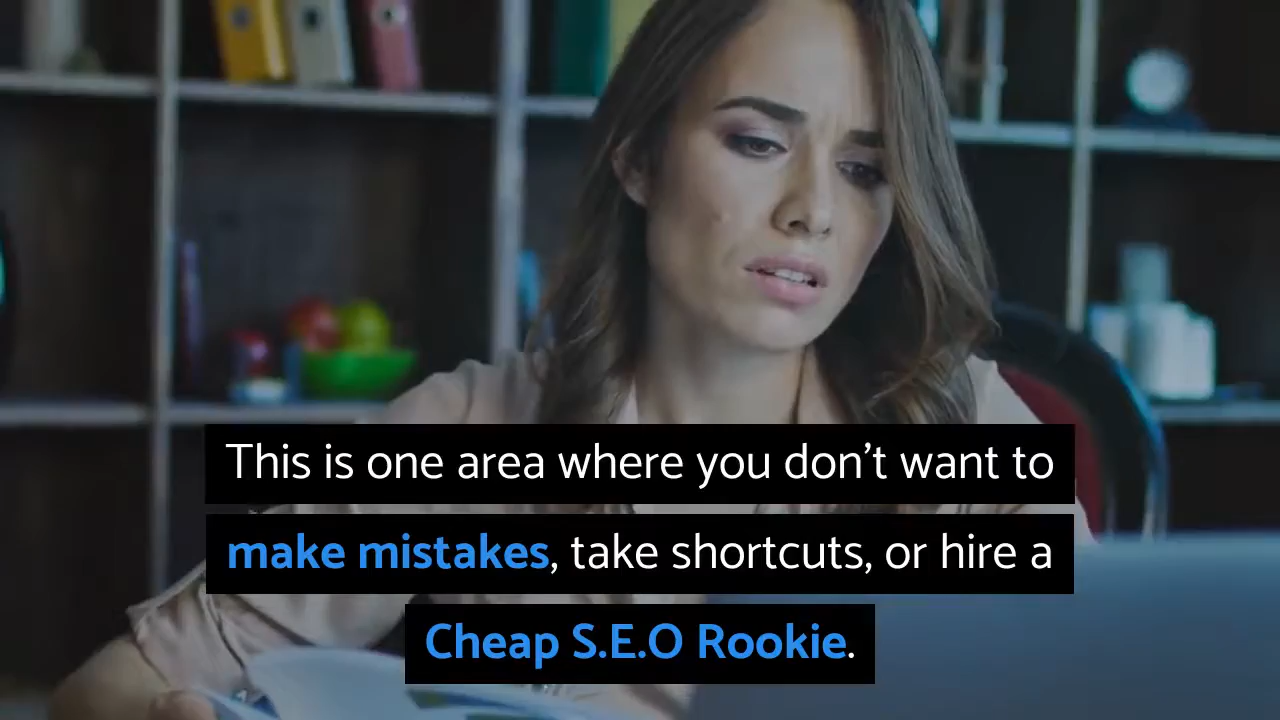 This is one area where you don't want to
make mistakes, take shortcuts, or hire a
Cheap S.E.O Rookie.